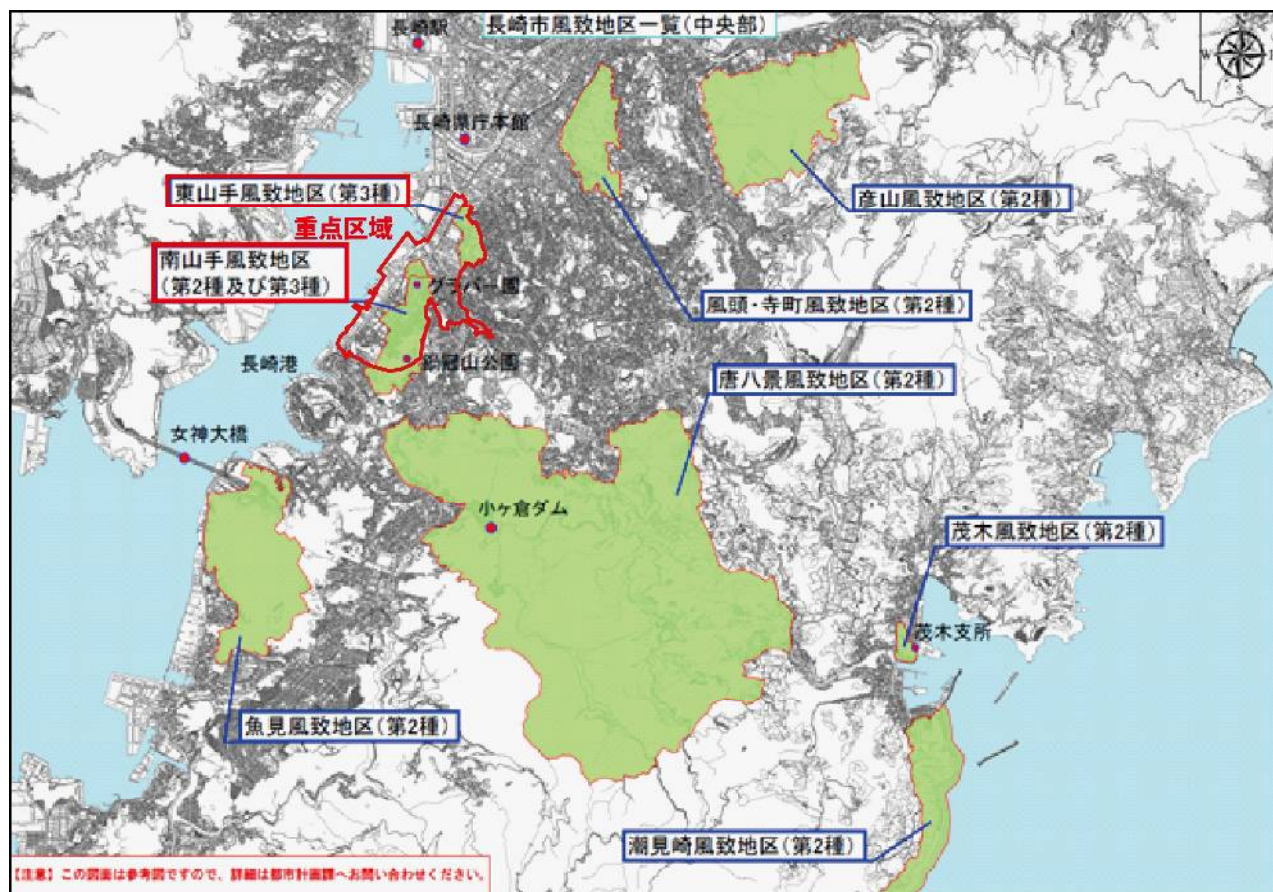 長崎市風致地区一覧(中央部)
長崎駅
W
S
長崎県庁本館
東山手風致地区(第3種)
彦山風致地区(第2種)
重点区域
南山手風致地区
(第2種及び第3種)
グラバー園
風頭・寺町風致地区(第2種)
長崎港
鍋冠山公園
唐八景風致地区(第2種)
女神大橋
小ヶ倉ダム
茂木風致地区(第2種)
茂木支所
魚見風致地区(第2種)
潮見崎風致地区(第2種)
【注意】この図面は参考図ですので、詳細は都市計画課へお問い合わせください。